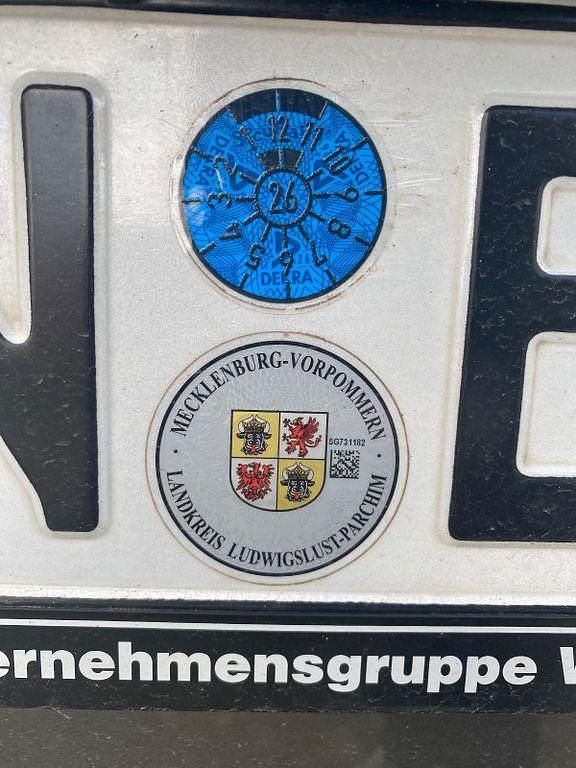 N E
1 12 11 10 9 8 7 6 5 4 3 2
26
DEKRA
MECKLENBURG-VORPOMMERN
SG731182
LANDKREIS LUDWIGSLUST-PARCHIM
ernehmensgruppe W